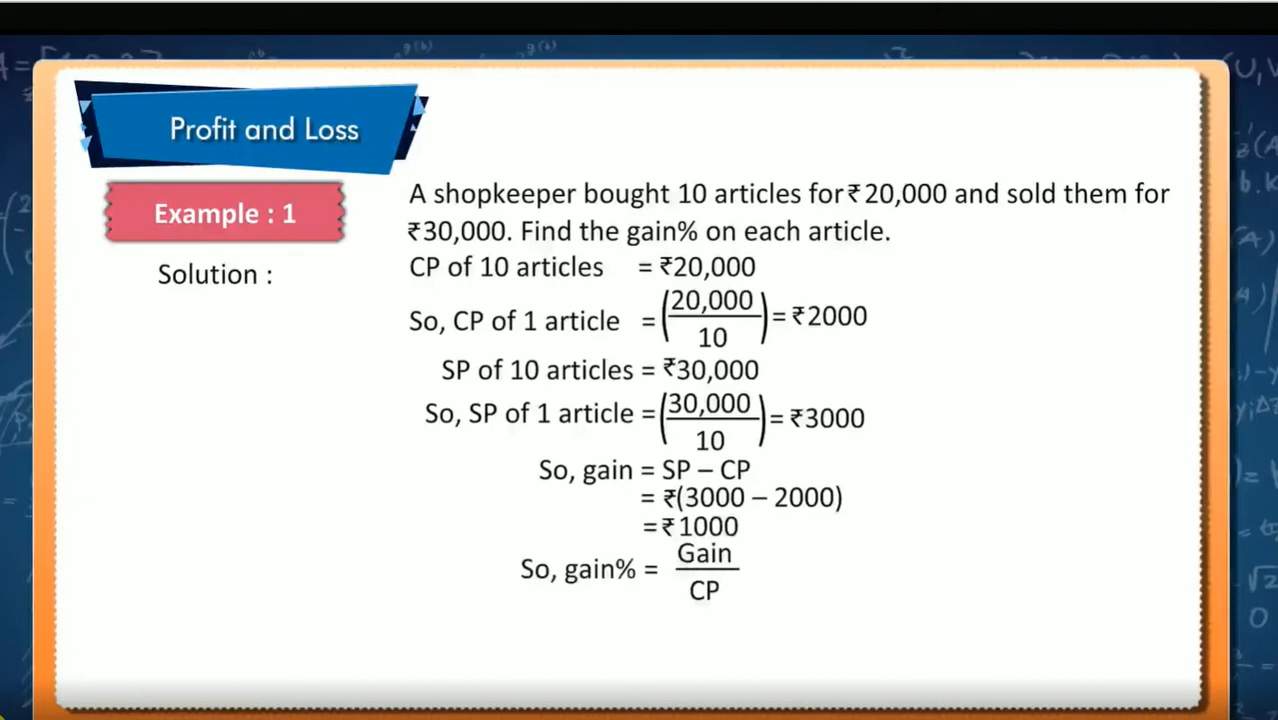 Profit and Loss
Example : 1
A shopkeeper bought 10 articles for ₹ 20,000 and sold them for
₹30,000. Find the gain% on each article.
Solution :
CP of 10 articles = ₹20,000
So, CP of 1 article = (20,000/10) = ₹2000
SP of 10 articles = ₹30,000
So, SP of 1 article = (30,000/10) = ₹3000
So, gain = SP – CP
= ₹(3000 – 2000)
= ₹1000
So, gain% = Gain/CP